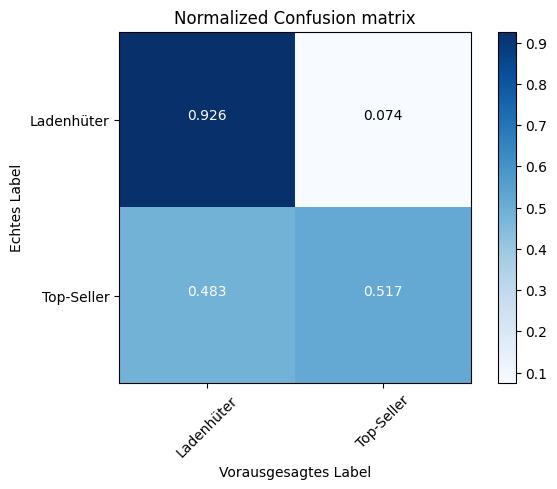 Normalized Confusion matrix
Echtes Label
Ladenhüter
0.926
0.074
Top-Seller
0.483
0.517
Ladenhüter
Top-Seller
Vorausgesagtes Label
0.9
0.8
0.7
0.6
0.5
0.4
0.3
0.2
0.1